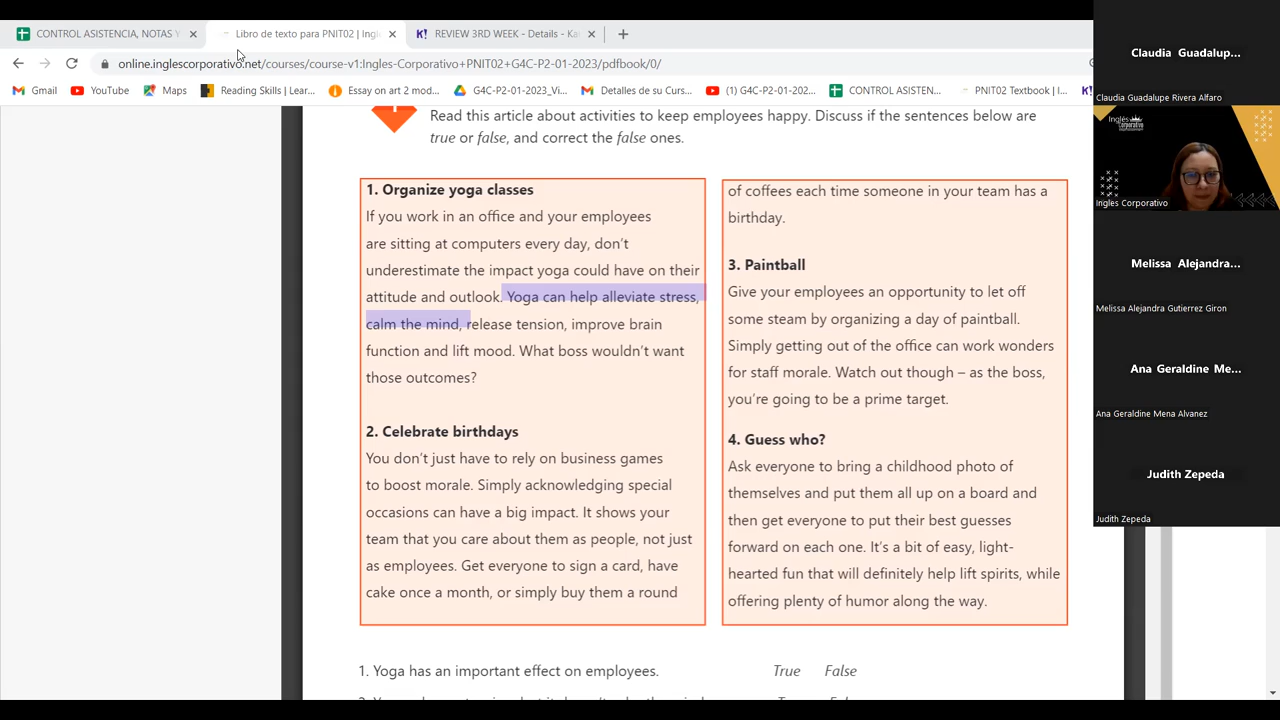 CONTROL ASISTENCIA, NOTAS Y
Libro de texto para PNIT02 | Ingl
REVIEW 3RD WEEK - Details - Ka
online.inglescorporativo.net/courses/course-v1:Ingles-Corporativo+PNIT02+G4C-P2-01-2023/pdfbook/0/
Gmail
YouTube
Maps
Reading Skills | Lear...
Essay on art 2 mod...
G4C-P2-01-2023_Vi...
Detalles de su Curs...
(1) G4C-P2-01-202...
CONTROL ASISTEN...
PNIT02 Textbook | In...
Read this article about activities to keep employees happy. Discuss if the sentences below are
true or false, and correct the false ones.
1. Organize yoga classes
If you work in an office and your employees
are sitting at computers every day, don't
underestimate the impact yoga could have on their
attitude and outlook. Yoga can help alleviate stress,
calm the mind, release tension, improve brain
function and lift mood. What boss wouldn't want
those outcomes?
2. Celebrate birthdays
You don't just have to rely on business games
to boost morale. Simply acknowledging special
occasions can have a big impact. It shows your
team that you care about them as people, not just
as employees. Get everyone to sign a card, have
cake once a month, or simply buy them a round
of coffees each time someone in your team has a
birthday.
3. Paintball
Give your employees an opportunity to let off
some steam by organizing a day of paintball.
Simply getting out of the office can work wonders
for staff morale. Watch out though – as the boss,
you're going to be a prime target.
4. Guess who?
Ask everyone to bring a childhood photo of
themselves and put them all up on a board and
then get everyone to put their best guesses
forward on each one. It's a bit of easy, light-
hearted fun that will definitely help lift spirits, while
offering plenty of humor along the way.
1. Yoga has an important effect on employees. True False
Claudia Guadalup...
Claudia Guadalupe Rivera Alfaro
Inglés
Corporativo
Ingles Corporativo
Melissa Alejandra...
Melissa Alejandra Gutierrez Giron
Ana Geraldine Me...
Ana Geraldine Mena Alvanez
Judith Zepeda
Judith Zepeda